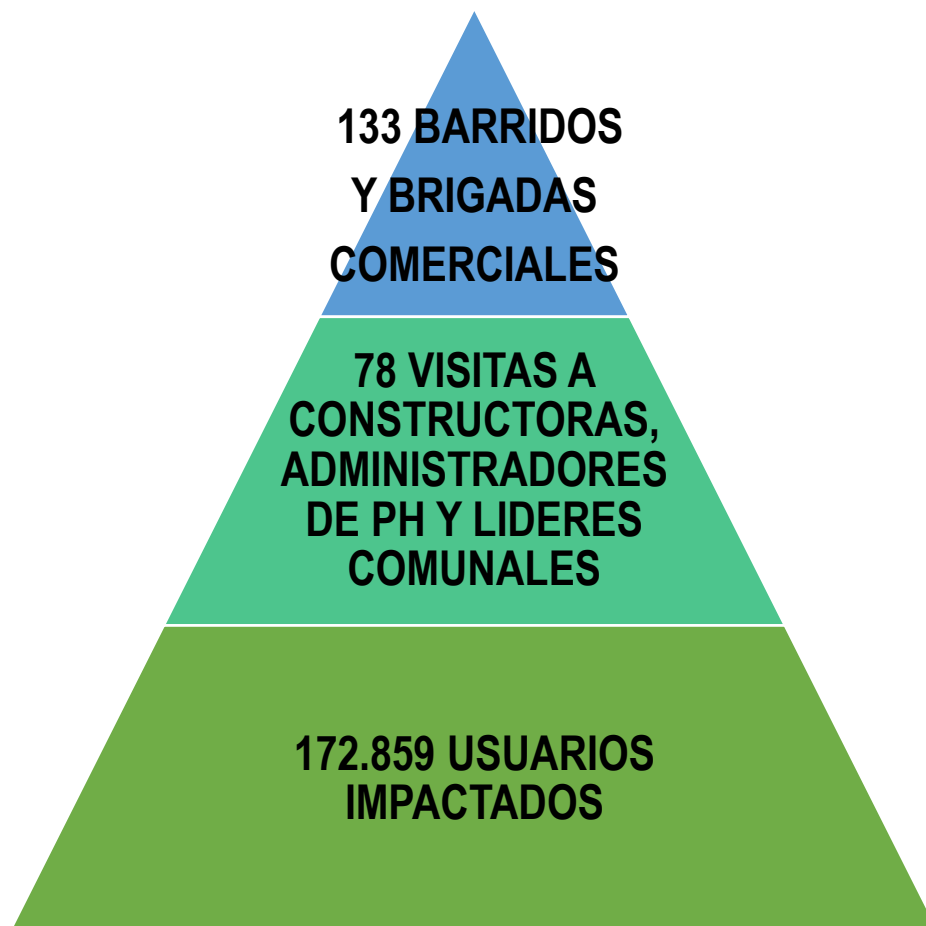 133 BARRIDOS
Y BRIGADAS
COMERCIALES
78 VISITAS A
CONSTRUCTORAS,
ADMINISTRADORES
DE PH Y LIDERES
COMUNALES
172.859 USUARIOS
IMPACTADOS